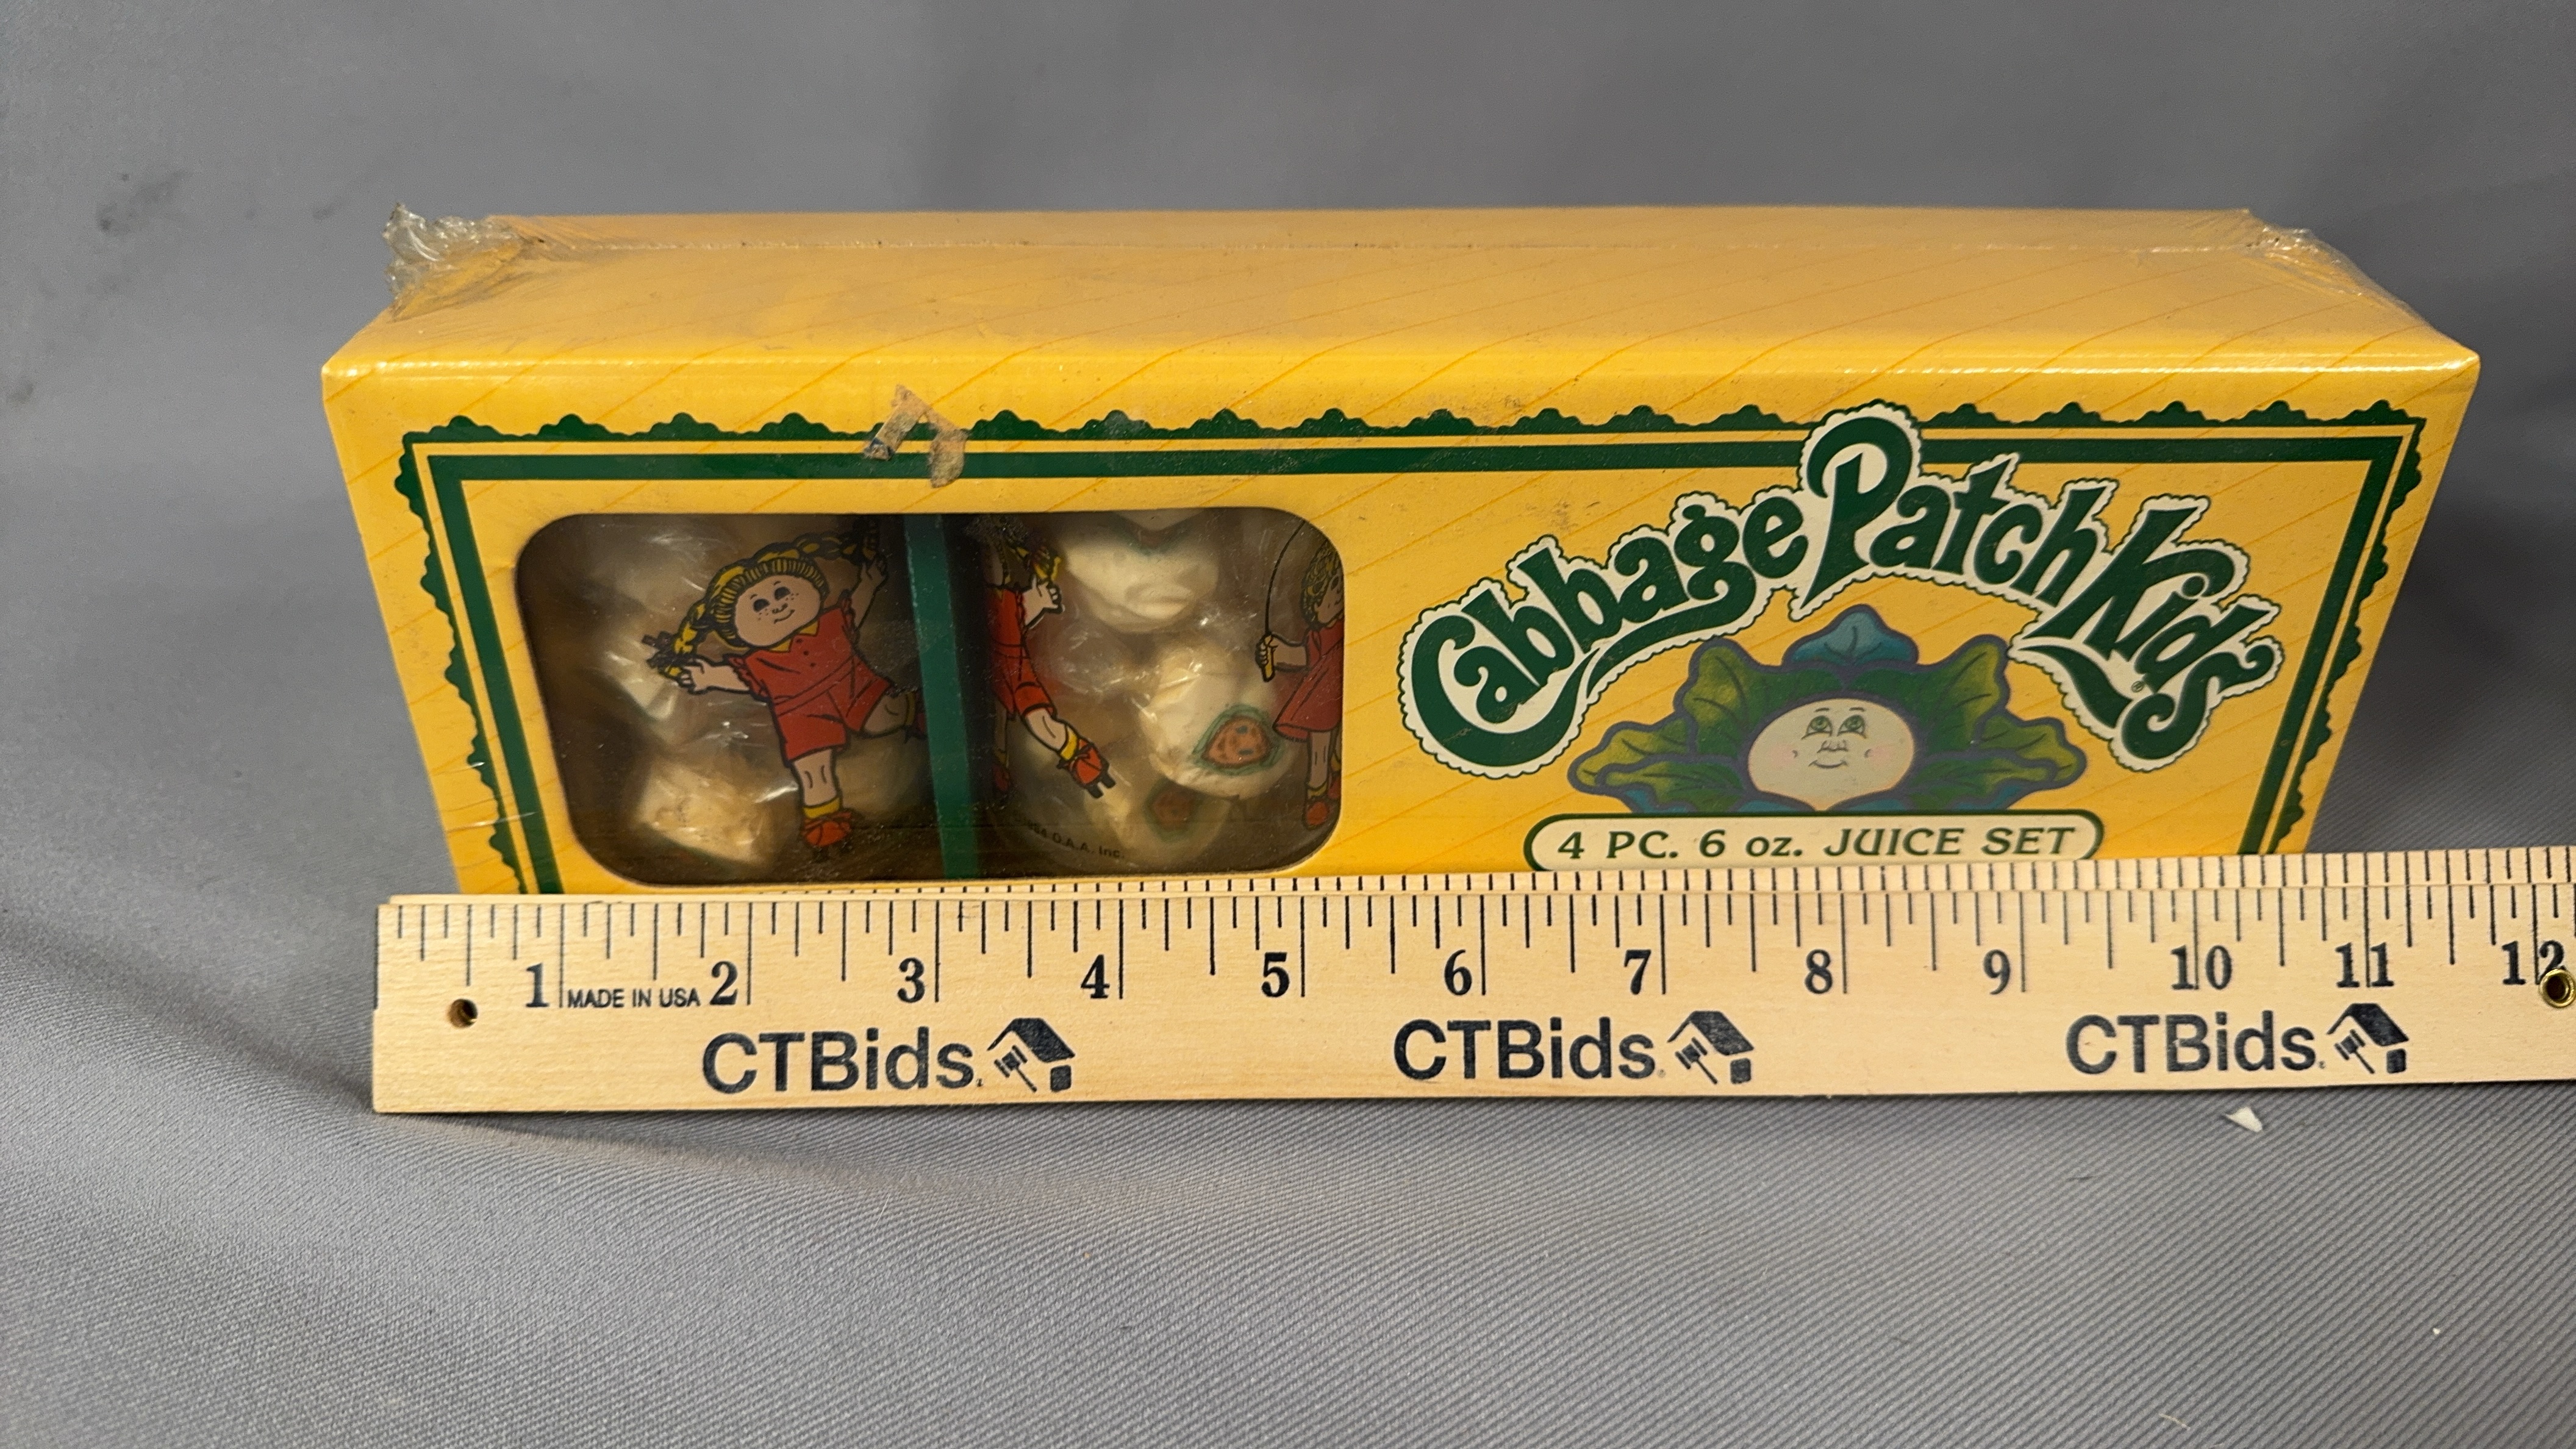 Cabbage Patch Kids®
4 PC. 6 oz. JUICE SET
O.A.A. Inc.
1 2 3 4 5 6 7 8 9 10 11 12
MADE IN USA
CTBids. CTBids. CTBids.